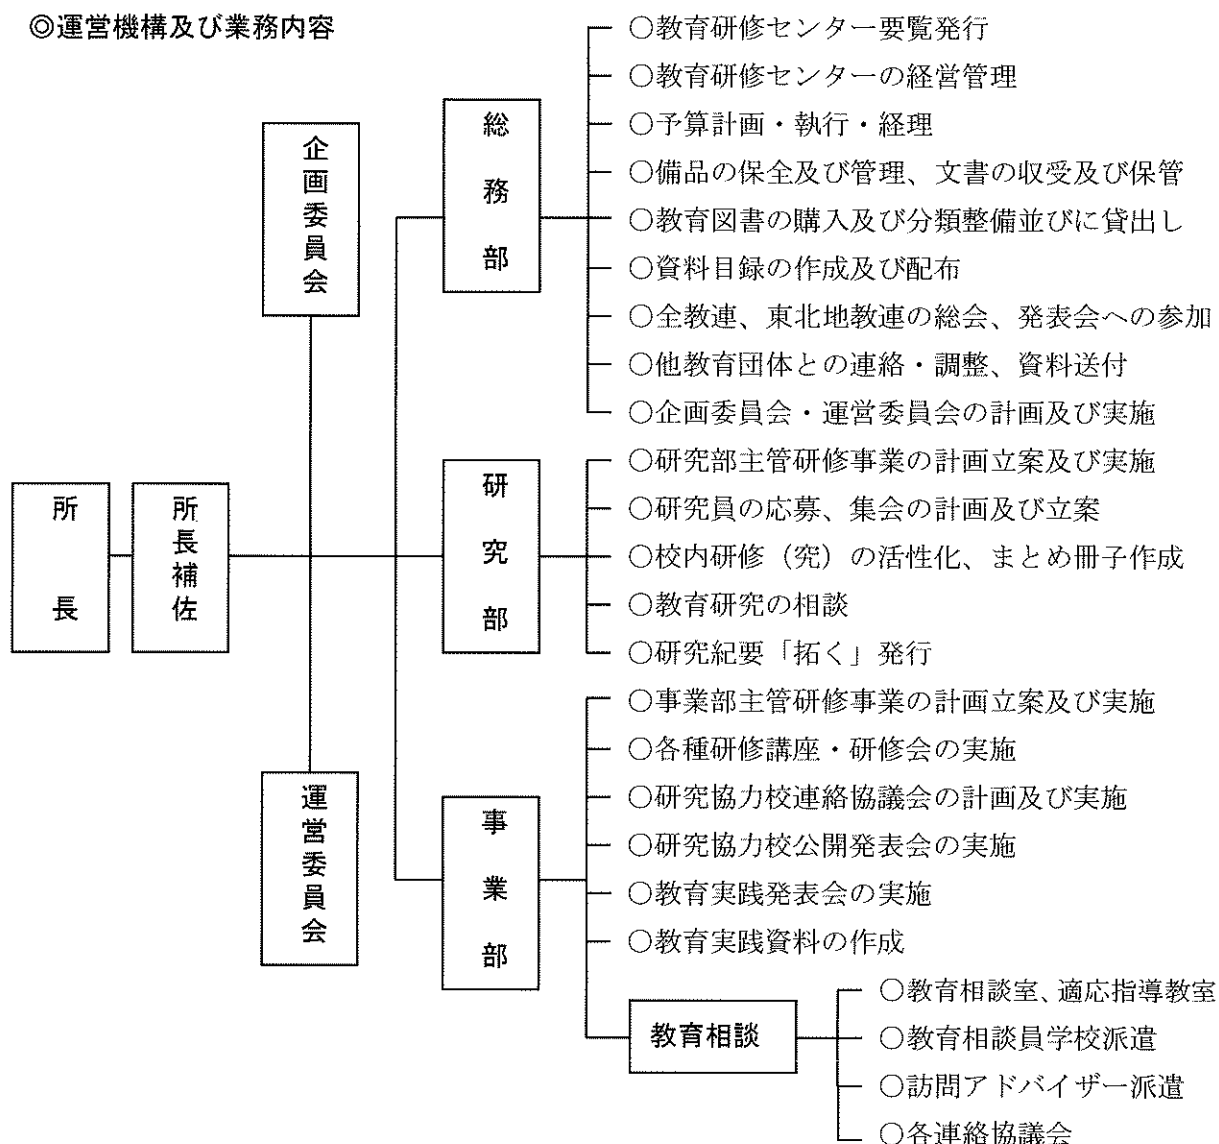 ◎運営機構及び業務内容
所長
所長補佐
企画委員会
運営委員会
総務部
○教育研修センター要覧発行
○教育研修センターの経営管理
○予算計画・執行・経理
○備品の保全及び管理、文書の収受及び保管
○教育図書の購入及び分類整備並びに貸出し
○資料目録の作成及び配布
○全教連、東北地教連の総会、発表会への参加
○他教育団体との連絡・調整、資料送付
○企画委員会・運営委員会の計画及び実施
研究部
○研究部主管研修事業の計画立案及び実施
○研究員の応募、集会の計画及び立案
○校内研修（究）の活性化、まとめ冊子作成
○教育研究の相談
○研究紀要「拓く」発行
事業部
○事業部主管研修事業の計画立案及び実施
○各種研修講座・研修会の実施
○研究協力校連絡協議会の計画及び実施
○研究協力校公開発表会の実施
○教育実践発表会の実施
○教育実践資料の作成
教育相談
○教育相談室、適応指導教室
○教育相談員学校派遣
○訪問アドバイザー派遣
○各連絡協議会